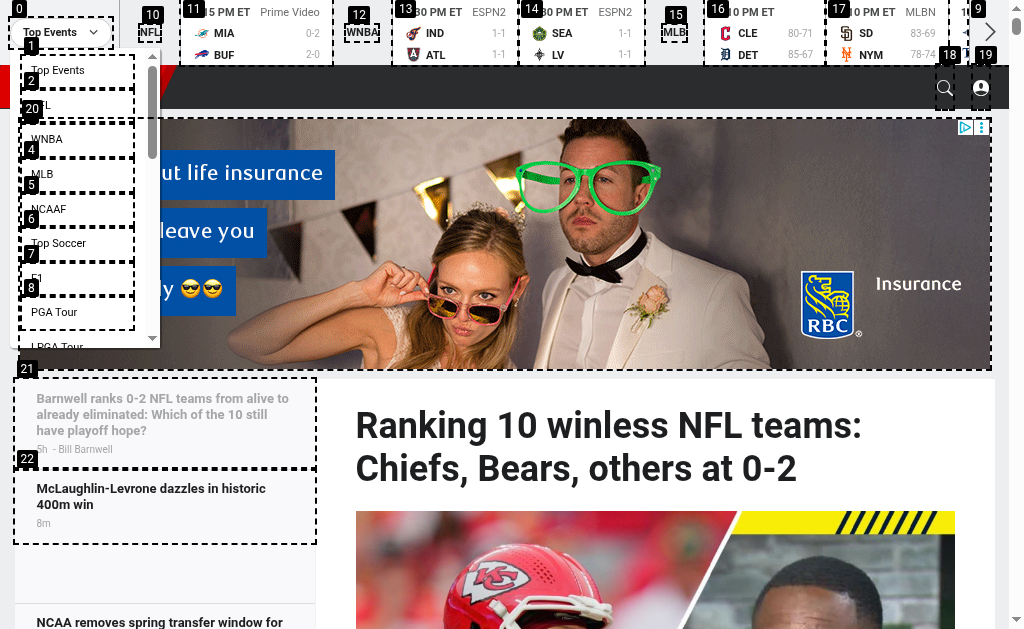 0
Top Events
1
Top Events
2
20
WNBA
4
MLB
5
NCAAF
6
Top Soccer
7
F1
8
PGA Tour
LPGA Tour
10
NFL
11
15 PM ET Prime Video
MIA 0-2
BUF 2-0
12
WNBA
13
30 PM ET ESPN2
IND 1-1
ATL 1-1
14
30 PM ET ESPN2
SEA 1-1
LV 1-1
15
MLB
16
10 PM ET
CLE 80-71
DET 85-67
17
10 PM ET MLBN
SD 83-69
NYM 78-74
9
18
19
ut life insurance
leave you
y 😎😎
Insurance
RBC
®
21
Barnwell ranks 0-2 NFL teams from alive to
already eliminated: Which of the 10 still
have playoff hope?
5h - Bill Barnwell
22
McLaughlin-Levrone dazzles in historic
400m win
8m
NCAA removes spring transfer window for
Ranking 10 winless NFL teams:
Chiefs, Bears, others at 0-2